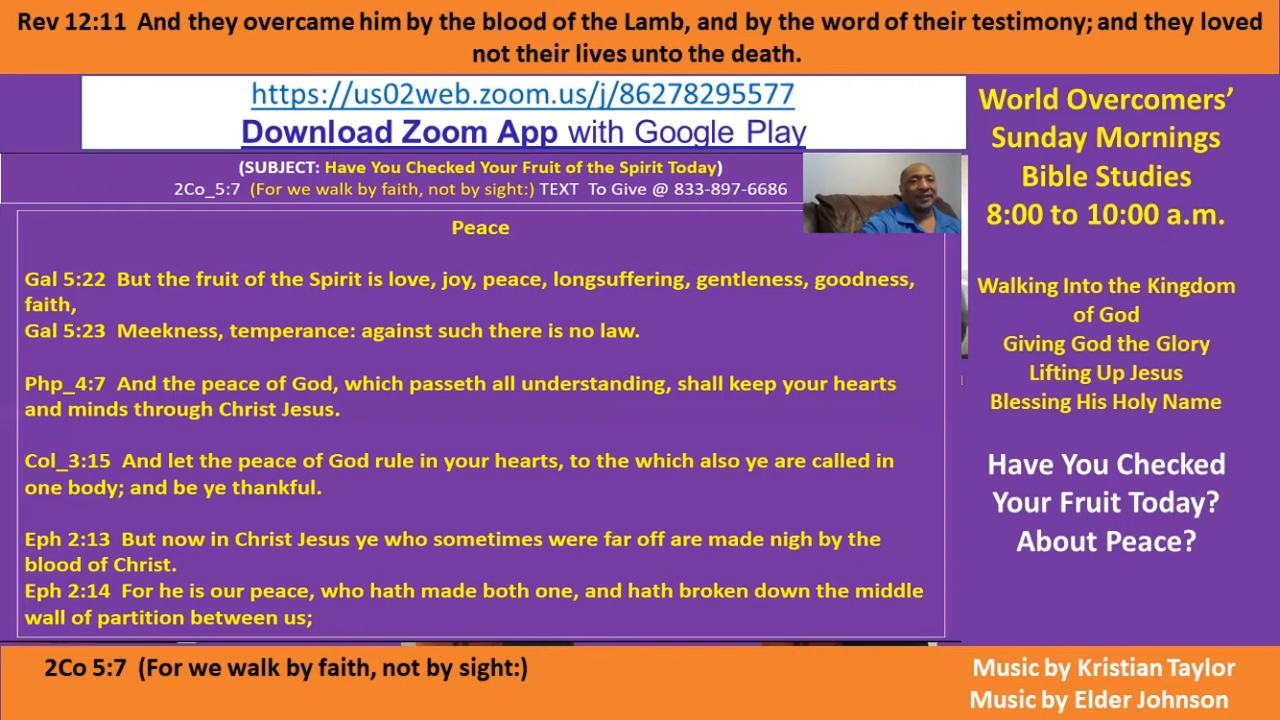 Rev 12:11  And they overcame him by the blood of the Lamb, and by the word of their testimony; and they loved
not their lives unto the death.
https://us02web.zoom.us/j/86278295577
Download Zoom App with Google Play
(SUBJECT: Have You Checked Your Fruit of the Spirit Today)
2Co_5:7  (For we walk by faith, not by sight:) TEXT  To Give @ 833-897-6686
Peace
Gal 5:22  But the fruit of the Spirit is love, joy, peace, longsuffering, gentleness, goodness,
faith,
Gal 5:23  Meekness, temperance: against such there is no law.
Php_4:7  And the peace of God, which passeth all understanding, shall keep your hearts
and minds through Christ Jesus.
Col_3:15  And let the peace of God rule in your hearts, to the which also ye are called in
one body; and be ye thankful.
Eph 2:13  But now in Christ Jesus ye who sometimes were far off are made nigh by the
blood of Christ.
Eph 2:14  For he is our peace, who hath made both one, and hath broken down the middle
wall of partition between us;
World Overcomers’
Sunday Mornings
Bible Studies
8:00 to 10:00 a.m.
Walking Into the Kingdom
of God
Giving God the Glory
Lifting Up Jesus
Blessing His Holy Name
Have You Checked
Your Fruit Today?
About Peace?
2Co 5:7  (For we walk by faith, not by sight:)
Music by Kristian Taylor
Music by Elder Johnson